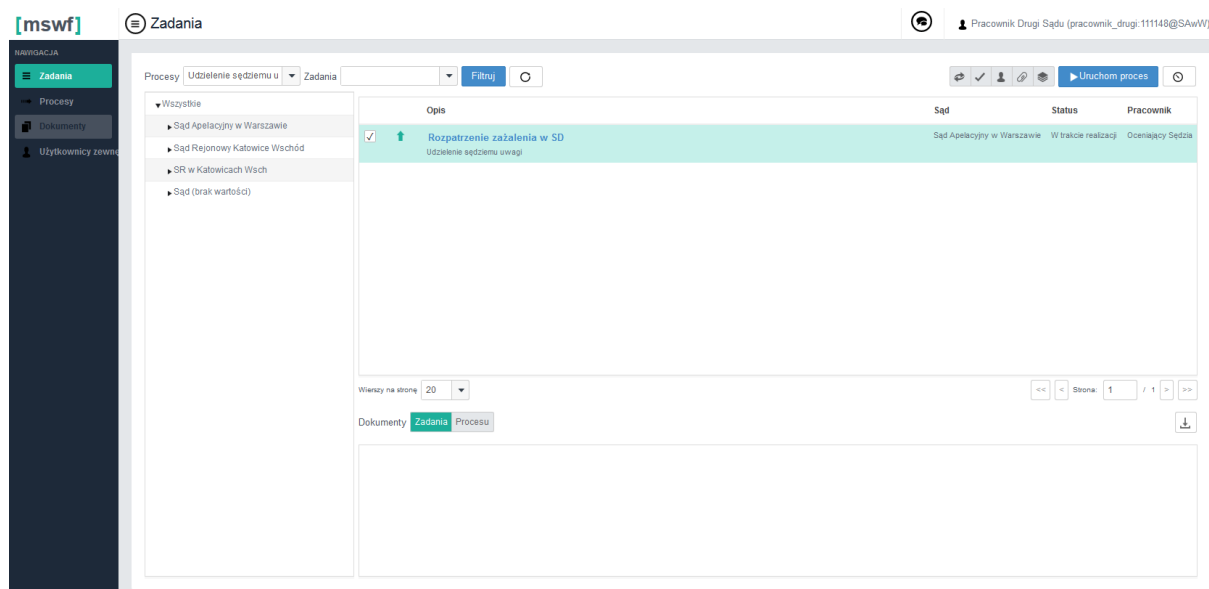 [mswf]
Zadania
Pracownik Drugi Sądu (pracownik_drugi:111148@SAwW)
NAWIGACJA
Zadania
Procesy
Dokumenty
Użytkownicy zewnę
Procesy Udzielenie sędziemu u Zadania Filtruj
Uruchom proces
Wszystkie
Sąd Apelacyjny w Warszawie
Sąd Rejonowy Katowice Wschód
SR w Katowicach Wsch
Sąd (brak wartości)
Opis Sąd Status Pracownik
Rozpatrzenie zażalenia w SD Sąd Apelacyjny w Warszawie W trakcie realizacji Oceniający Sędzia
Udzielenie sędziemu uwagi
Wierszy na stronę 20
<< < Strona: 1 / 1 > >>
Dokumenty Zadania Procesu